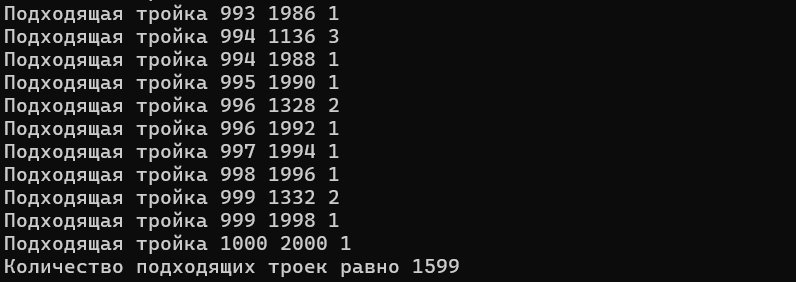 Подходящая тройка 993 1986 1
Подходящая тройка 994 1136 3
Подходящая тройка 994 1988 1
Подходящая тройка 995 1990 1
Подходящая тройка 996 1328 2
Подходящая тройка 996 1992 1
Подходящая тройка 997 1994 1
Подходящая тройка 998 1996 1
Подходящая тройка 999 1332 2
Подходящая тройка 999 1998 1
Подходящая тройка 1000 2000 1
Количество подходящих троек равно 1599